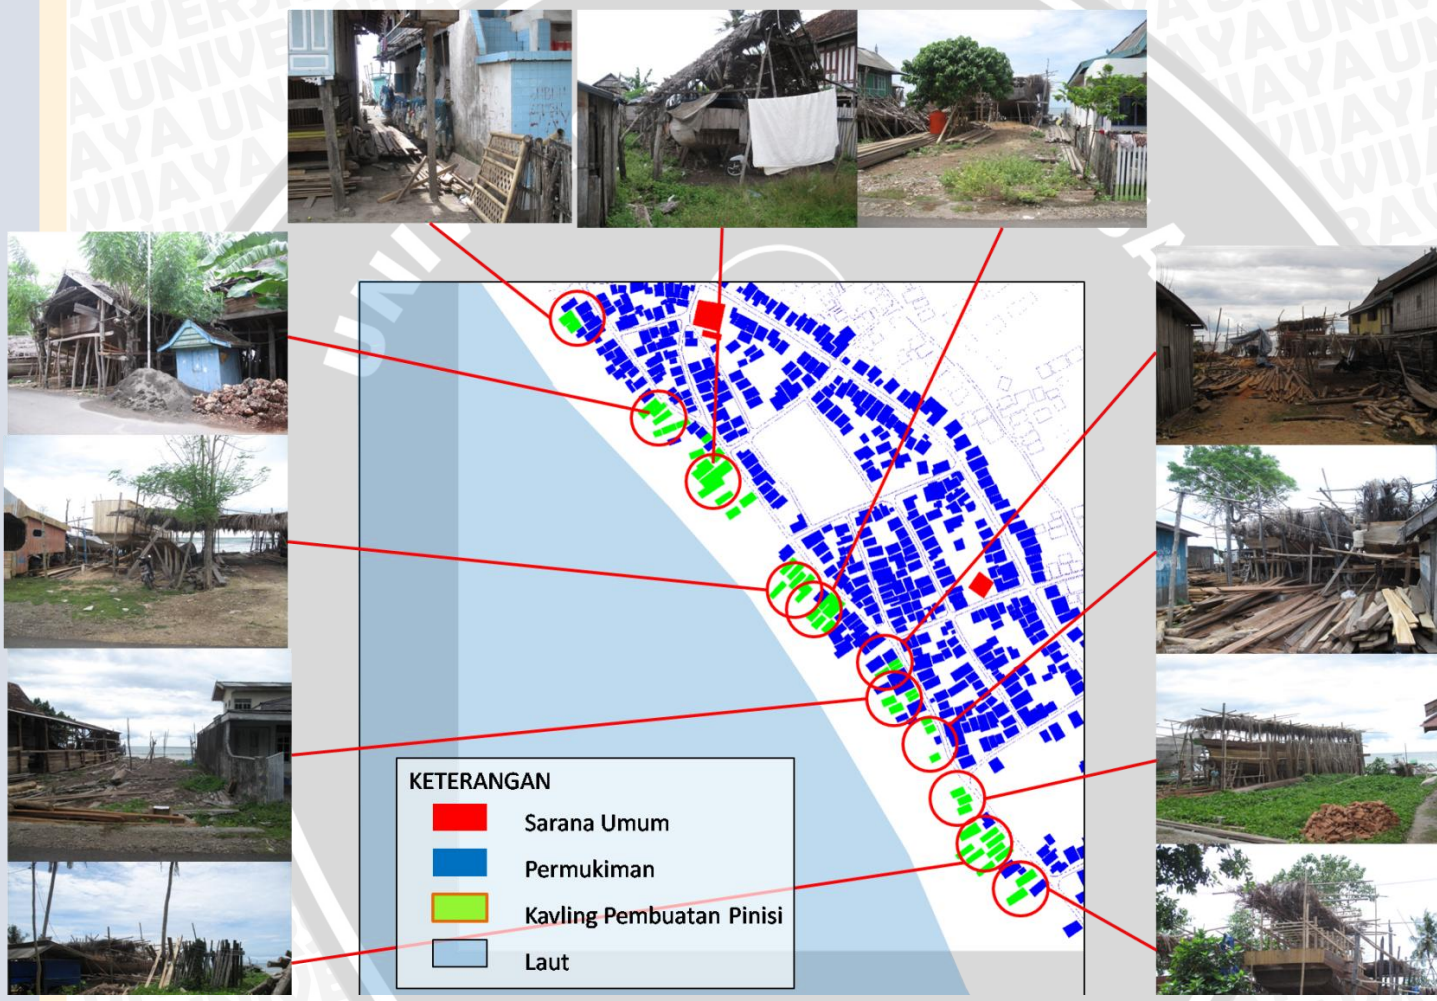 KETERANGAN
Sarana Umum
Permukiman
Kavling Pembuatan Pinisi
Laut